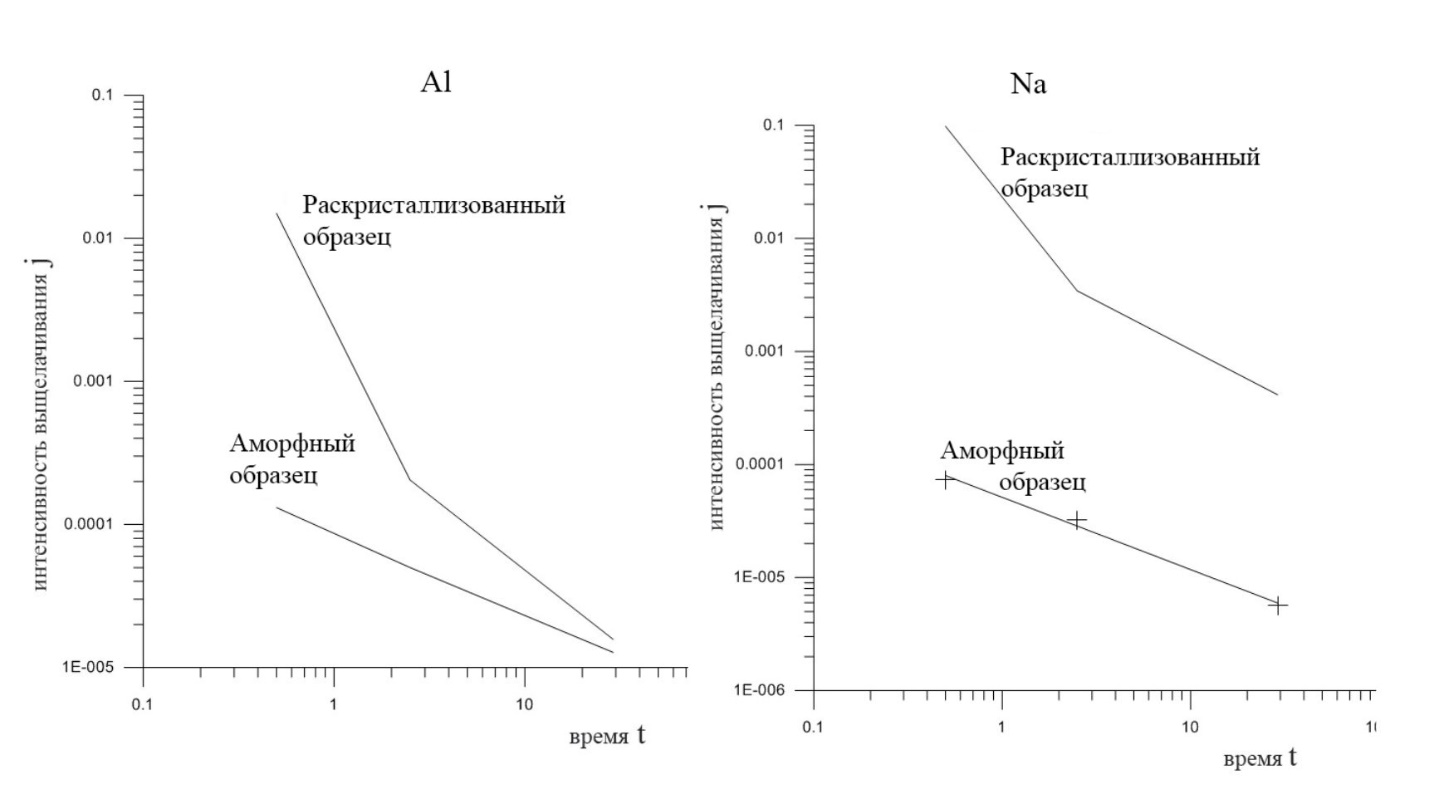 Al
0.1
0.01
0.001
0.0001
1E-005
интенсивность выщелачивания j
Раскристаллизованный
образец
Аморфный
образец
0.1
1
10
время t
Na
0.1
0.01
0.001
0.0001
1E-005
1E-006
интенсивность выщелачивания j
Раскристаллизованный
образец
Аморфный
образец
0.1
1
10
время t